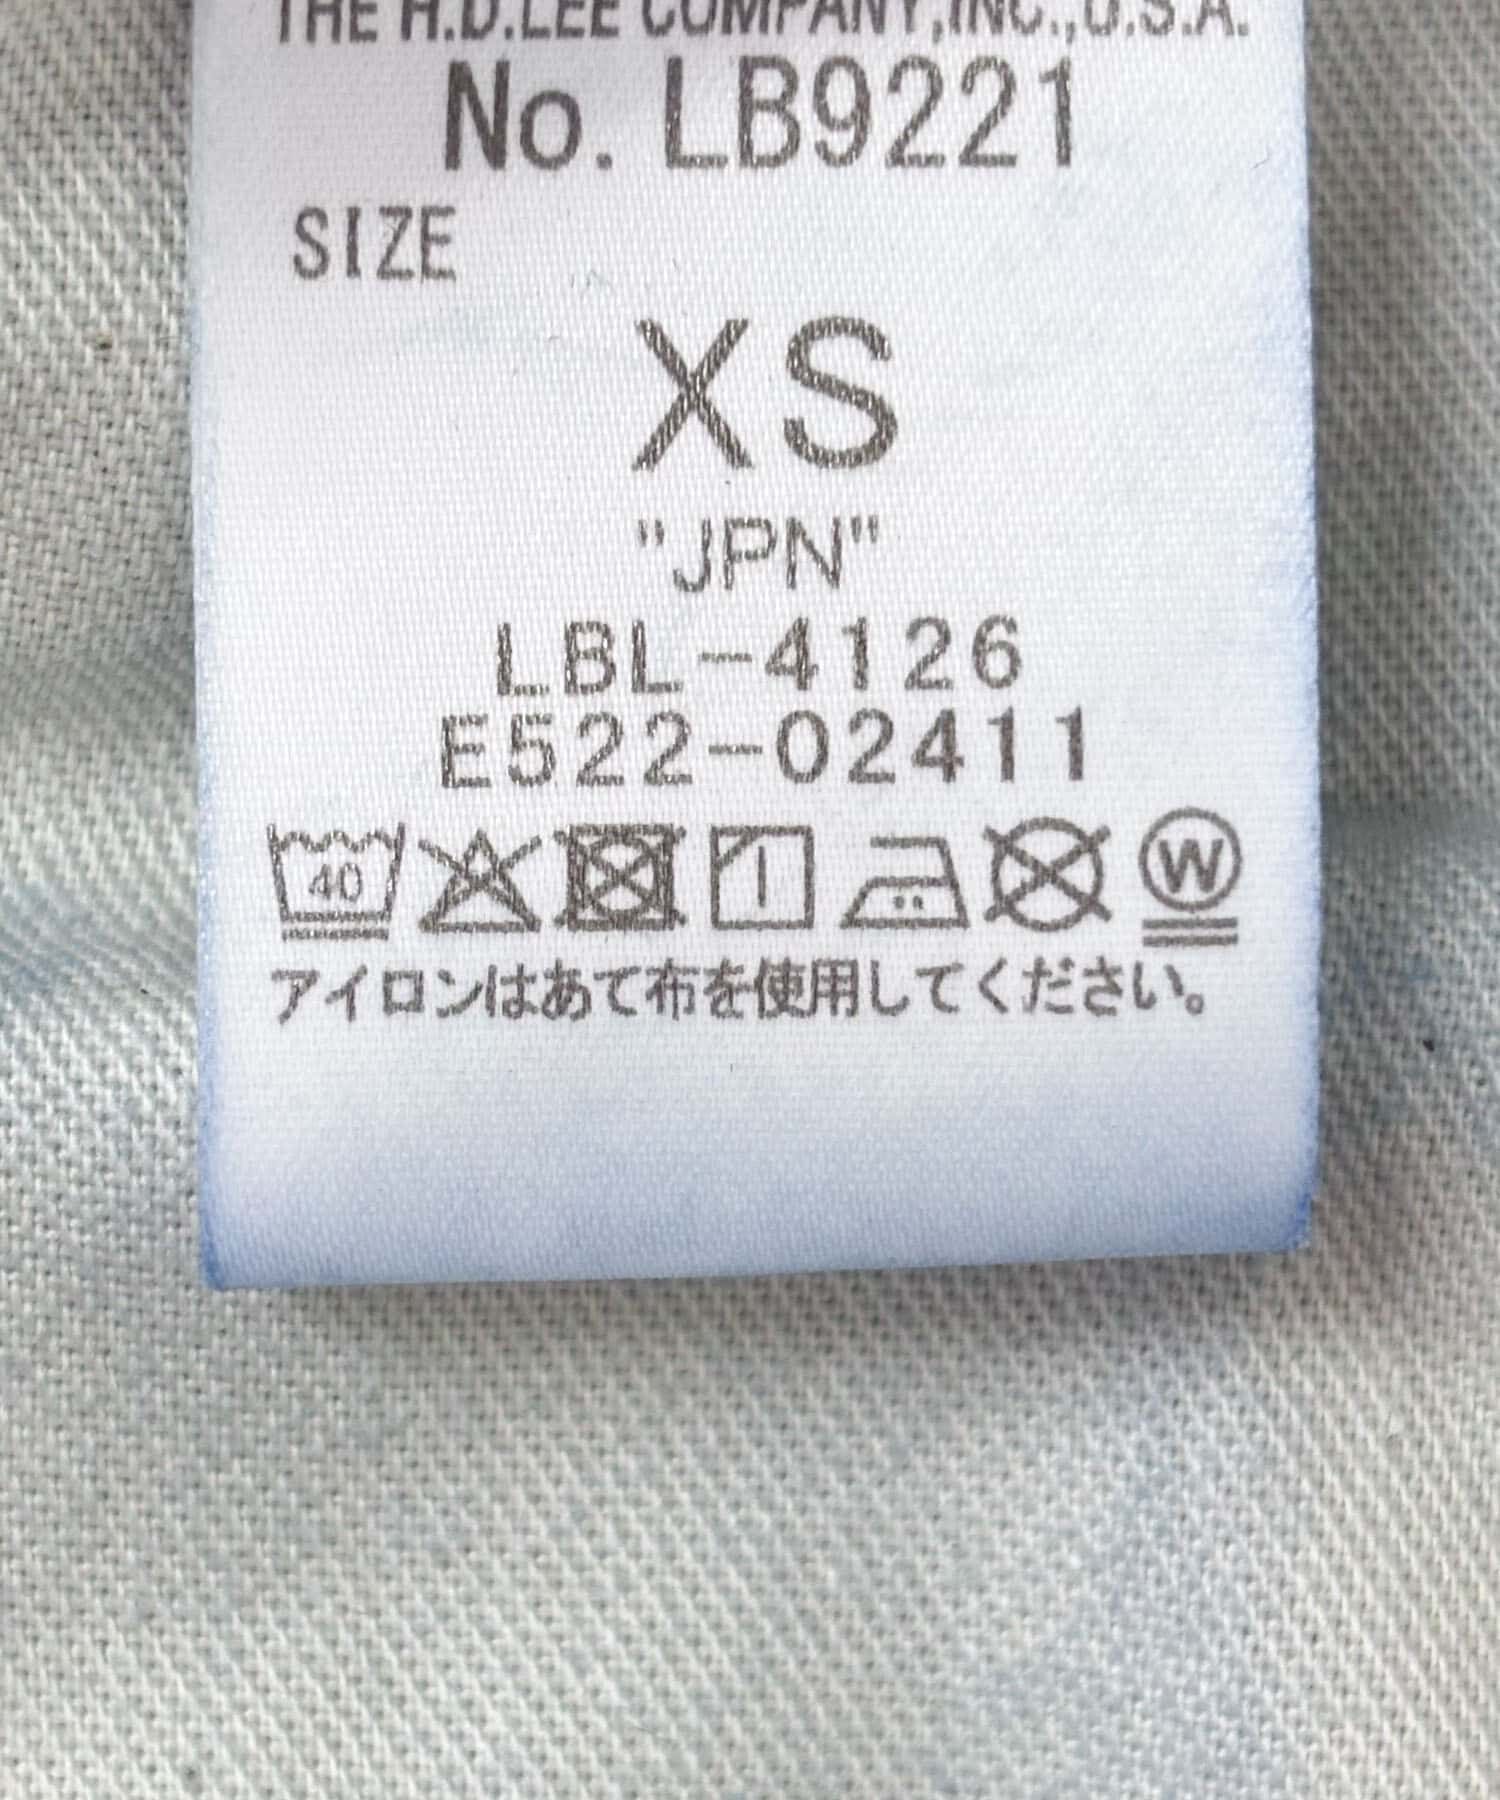 THE H.D.LEE COMPANY,INC.,U.S.A.
No. LB9221
SIZE
XS
"JPN"
LBL-4126
E522-02411
40 W
アイロンはあて布を使用してください。